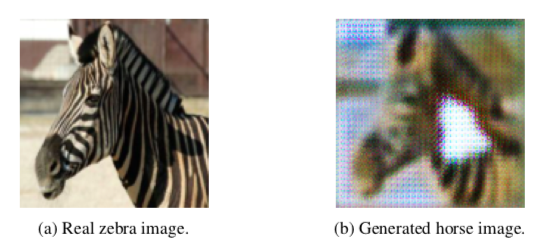 (a) Real zebra image.
(b) Generated horse image.